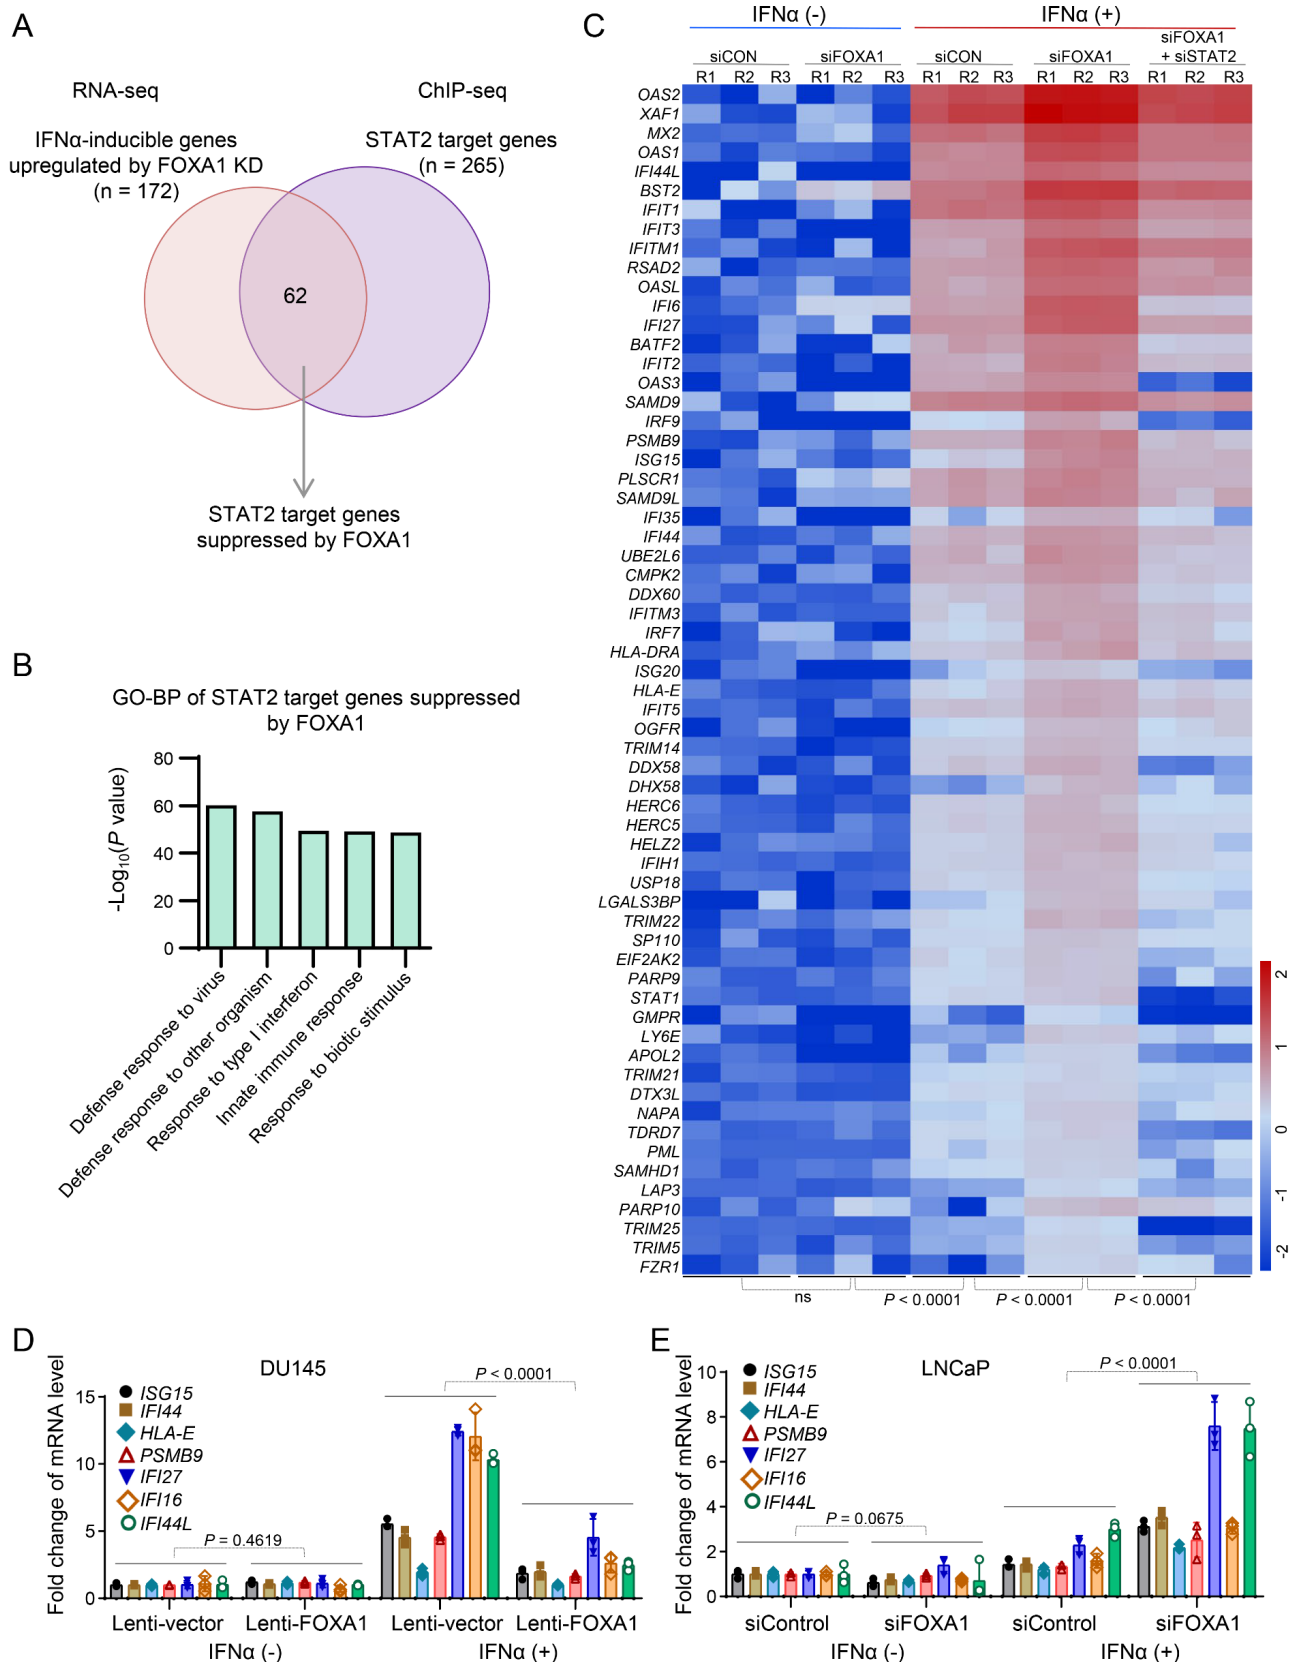 A
RNA-seq
ChIP-seq
IFNα-inducible genes
upregulated by FOXA1 KD
(n = 172)
STAT2 target genes
(n = 265)
62
STAT2 target genes
suppressed by FOXA1
B
GO-BP of STAT2 target genes suppressed
by FOXA1
-Log10(P value)
80
60
40
20
0
Defense response to virus
Defense response to other organism
Response to type I interferon
Innate immune response
Response to biotic stimulus
C
IFNα (-)
IFNα (+)
siCON
siFOXA1
siCON
siFOXA1
siFOXA1
+ siSTAT2
R1 R2 R3 R1 R2 R3 R1 R2 R3 R1 R2 R3 R1 R2 R3
OAS2
XAF1
MX2
OAS1
IFI44L
BST2
IFIT1
IFIT3
IFITM1
RSAD2
OASL
IFI6
IFI27
BATF2
IFIT2
OAS3
SAMD9
IRF9
PSMB9
ISG15
PLSCR1
SAMD9L
IFI35
IFI44
UBE2L6
CMPK2
DDX60
IFITM3
IRF7
HLA-DRA
ISG20
HLA-E
IFIT5
OGFR
TRIM14
DDX58
DHX58
HERC6
HERC5
HELZ2
IFIH1
USP18
LGALS3BP
TRIM22
SP110
EIF2AK2
PARP9
STAT1
GMPR
LY6E
APOL2
TRIM21
DTX3L
NAPA
TDRD7
PML
SAMHD1
LAP3
PARP10
TRIM25
TRIM5
FZR1
2
1
0
-1
-2
ns
P < 0.0001
P < 0.0001
P < 0.0001
D
DU145
Fold change of mRNA level
15
10
5
0
ISG15
IFI44
HLA-E
PSMB9
IFI27
IFI16
IFI44L
P = 0.4619
P < 0.0001
Lenti-vector
Lenti-FOXA1
Lenti-vector
Lenti-FOXA1
IFNα (-)
IFNα (+)
E
LNCaP
Fold change of mRNA level
10
8
6
4
2
0
ISG15
IFI44
HLA-E
PSMB9
IFI27
IFI16
IFI44L
P = 0.0675
P < 0.0001
siControl
siFOXA1
siControl
siFOXA1
IFNα (-)
IFNα (+)